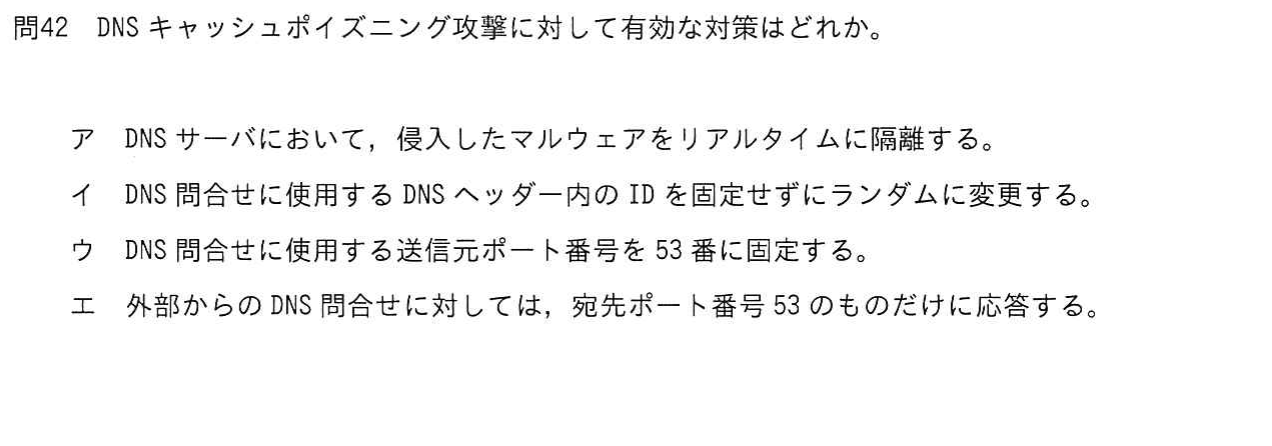 問42 DNS キャッシュポイズニング攻撃に対して有効な対策はどれか。
ア DNS サーバにおいて，侵入したマルウェアをリアルタイムに隔離する。
イ DNS 問合せに使用する DNS ヘッダー内の ID を固定せずにランダムに変更する。
ウ DNS 問合せに使用する送信元ポート番号を 53 番に固定する。
エ 外部からの DNS 問合せに対しては，宛先ポート番号 53 のものだけに応答する。